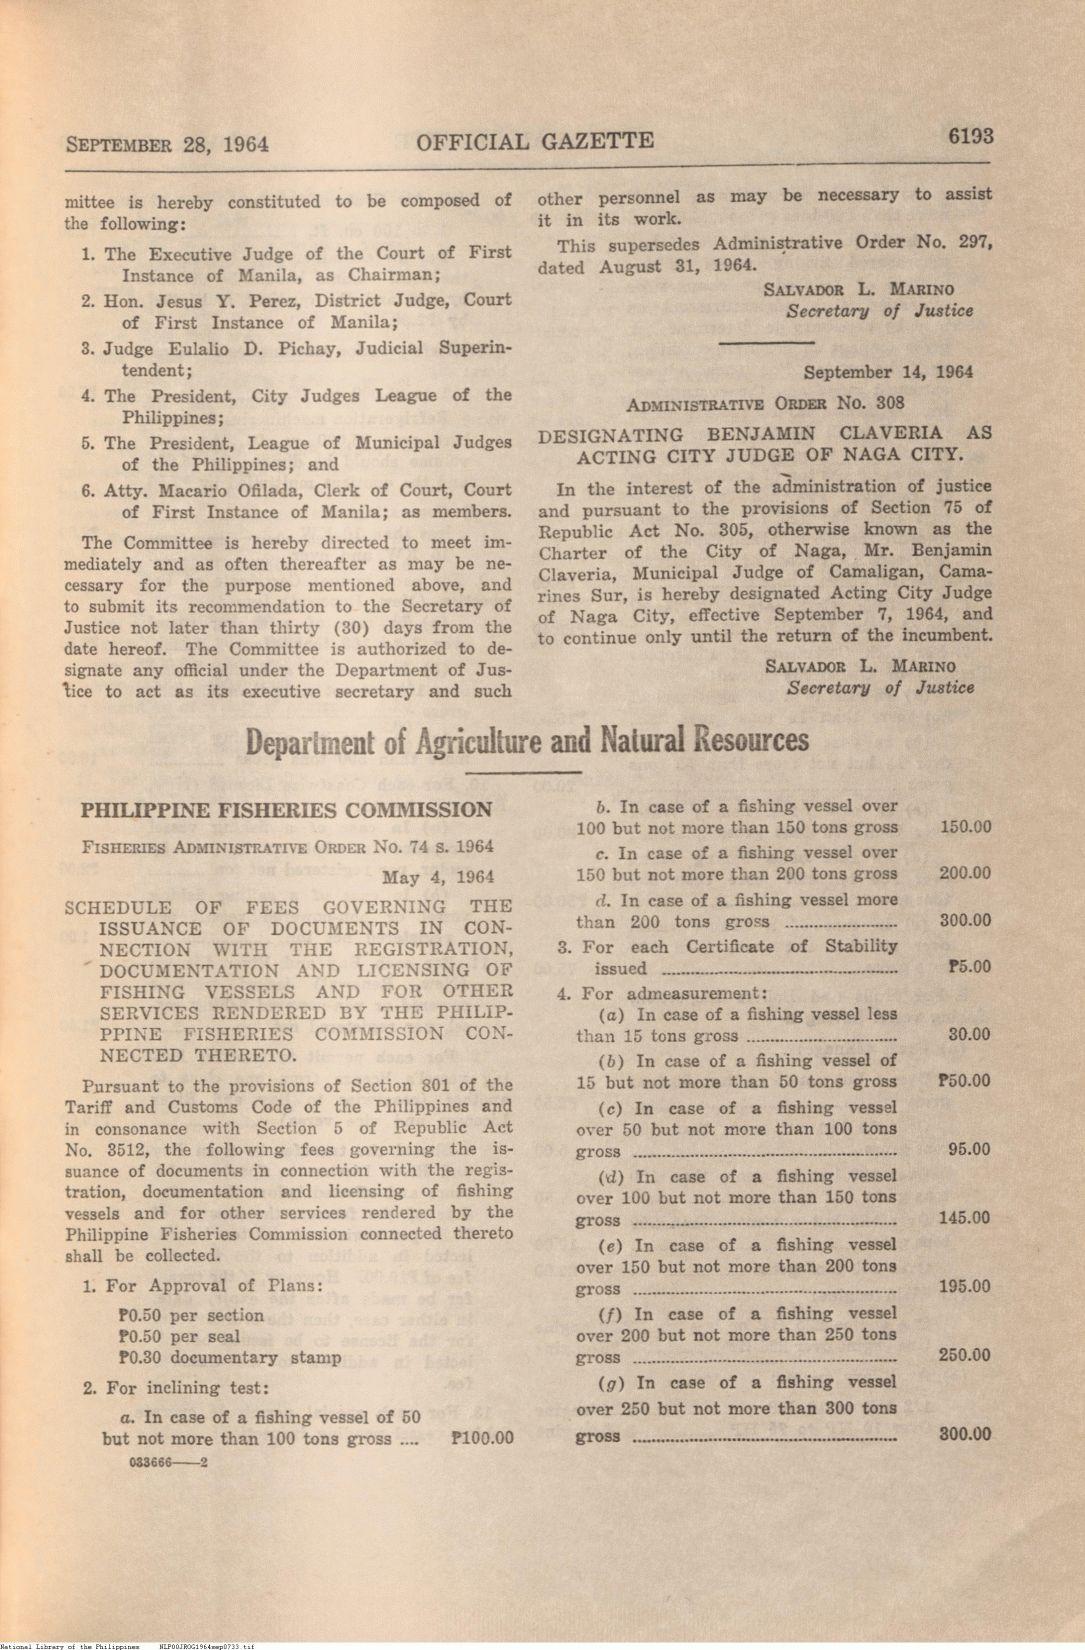 SEPTEMBER 28, 1964 OFFICIAL GAZETTE 6193
mittee is hereby constituted to be composed of
the following:
1. The Executive Judge of the Court of First
Instance of Manila, as Chairman;
2. Hon. Jesus Y. Perez, District Judge, Court
of First Instance of Manila;
3. Judge Eulalio D. Pichay, Judicial Superin-
tendent;
4. The President, City Judges League of the
Philippines;
5. The President, League of Municipal Judges
of the Philippines; and
6. Atty. Macario Ofilada, Clerk of Court, Court
of First Instance of Manila; as members.
The Committee is hereby directed to meet im-
mediately and as often thereafter as may be ne-
cessary for the purpose mentioned above, and
to submit its recommendation to the Secretary of
Justice not later than thirty (30) days from the
date hereof. The Committee is authorized to de-
signate any official under the Department of Jus-
tice to act as its executive secretary and such
other personnel as may be necessary to assist
it in its work.
This supersedes Administrative Order No. 297,
dated August 31, 1964.
SALVADOR L. MARINO
Secretary of Justice
September 14, 1964
ADMINISTRATIVE ORDER No. 308
DESIGNATING BENJAMIN CLAVERIA AS
ACTING CITY JUDGE OF NAGA CITY.
In the interest of the administration of justice
and pursuant to the provisions of Section 75 of
Republic Act No. 305, otherwise known as the
Charter of the City of Naga, Mr. Benjamin
Claveria, Municipal Judge of Camaligan, Cama-
rines Sur, is hereby designated Acting City Judge
of Naga City, effective September 7, 1964, and
to continue only until the return of the incumbent.
SALVADOR L. MARINO
Secretary of Justice
Department of Agriculture and Natural Resources
PHILIPPINE FISHERIES COMMISSION
FISHERIES ADMINISTRATIVE ORDER No. 74 s. 1964
May 4, 1964
SCHEDULE OF FEES GOVERNING THE
ISSUANCE OF DOCUMENTS IN CON-
NECTION WITH THE REGISTRATION,
DOCUMENTATION AND LICENSING OF
FISHING VESSELS AND FOR OTHER
SERVICES RENDERED BY THE PHILIP-
PPINE FISHERIES COMMISSION CON-
NECTED THERETO.
Pursuant to the provisions of Section 801 of the
Tariff and Customs Code of the Philippines and
in consonance with Section 5 of Republic Act
No. 3512, the following fees governing the is-
suance of documents in connection with the regis-
tration, documentation and licensing of fishing
vessels and for other services rendered by the
Philippine Fisheries Commission connected thereto
shall be collected.
1. For Approval of Plans:
₱0.50 per section
₱0.50 per seal
₱0.30 documentary stamp
2. For inclining test:
a. In case of a fishing vessel of 50
but not more than 100 tons gross .... ₱100.00
033666——2
b. In case of a fishing vessel over
100 but not more than 150 tons gross 150.00
c. In case of a fishing vessel over
150 but not more than 200 tons gross 200.00
d. In case of a fishing vessel more
than 200 tons gross ........................ 300.00
3. For each Certificate of Stability
issued ................................................ ₱5.00
4. For admeasurement:
(a) In case of a fishing vessel less
than 15 tons gross ................................ 30.00
(b) In case of a fishing vessel of
15 but not more than 50 tons gross ₱50.00
(c) In case of a fishing vessel
over 50 but not more than 100 tons
gross ........................................................ 95.00
(d) In case of a fishing vessel
over 100 but not more than 150 tons
gross ........................................................ 145.00
(e) In case of a fishing vessel
over 150 but not more than 200 tons
gross ........................................................ 195.00
(f) In case of a fishing vessel
over 200 but not more than 250 tons
gross ........................................................ 250.00
(g) In case of a fishing vessel
over 250 but not more than 300 tons
gross ........................................................ 300.00
National Library of the Philippines NLP00JROG1964sep0733.tif